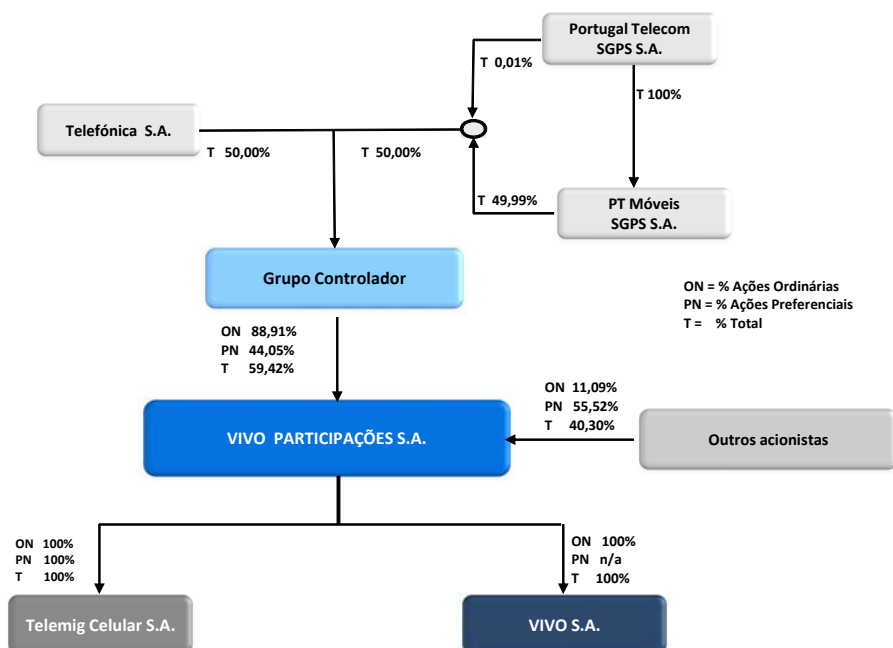 Portugal Telecom
SGPS S.A.
T 0,01%
T 100%
Telefónica S.A.
T 50,00%
T 50,00%
T 49,99%
PT Móveis
SGPS S.A.
Grupo Controlador
ON = % Ações Ordinárias
PN = % Ações Preferenciais
T = % Total
ON 88,91%
PN 44,05%
T 59,42%
ON 11,09%
PN 55,52%
T 40,30%
VIVO PARTICIPAÇÕES S.A.
Outros acionistas
ON 100%
PN 100%
T 100%
ON 100%
PN n/a
T 100%
Telemig Celular S.A.
VIVO S.A.